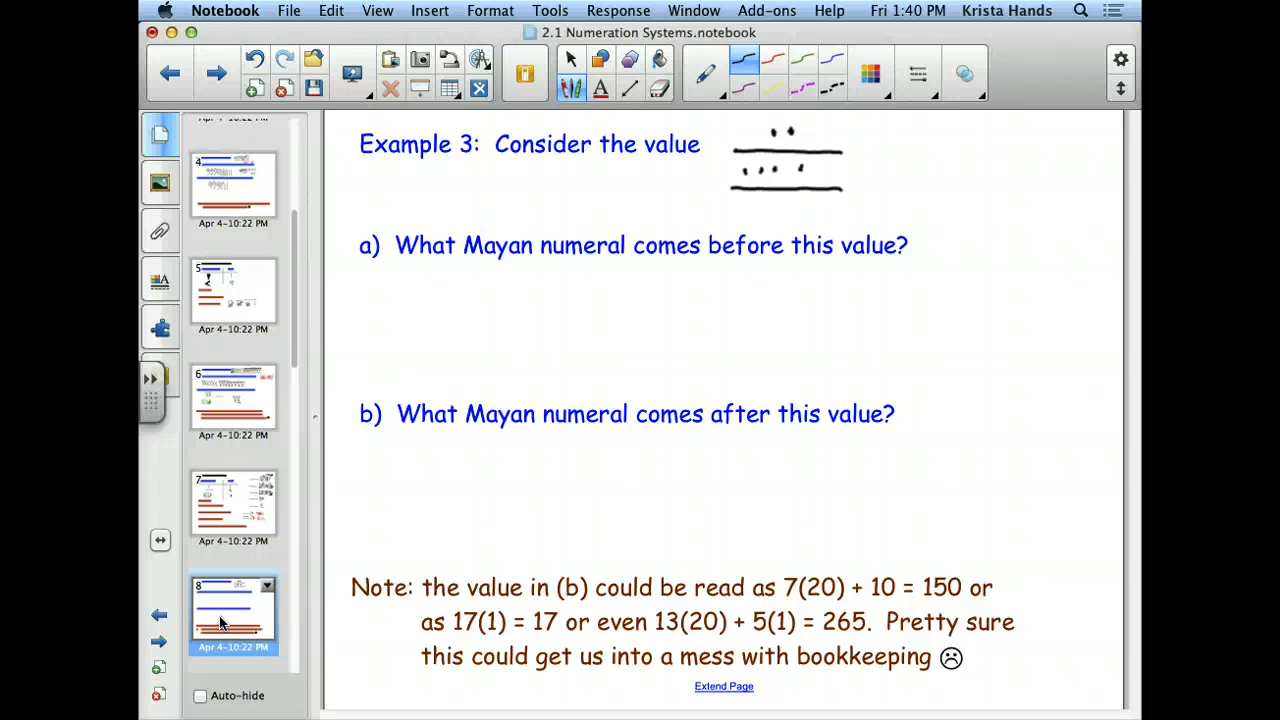 Notebook File Edit View Insert Format Tools Response Window Add-ons Help Fri 1:40 PM Krista Hands
2.1 Numeration Systems.notebook
Example 3: Consider the value
a) What Mayan numeral comes before this value?
b) What Mayan numeral comes after this value?
Note: the value in (b) could be read as 7(20) + 10 = 150 or
as 17(1) = 17 or even 13(20) + 5(1) = 265. Pretty sure
this could get us into a mess with bookkeeping ☹
Extend Page
4
Apr 4-10:22 PM
5
Apr 4-10:22 PM
6
Apr 4-10:22 PM
7
Apr 4-10:22 PM
8
Apr 4-10:22 PM
Auto-hide